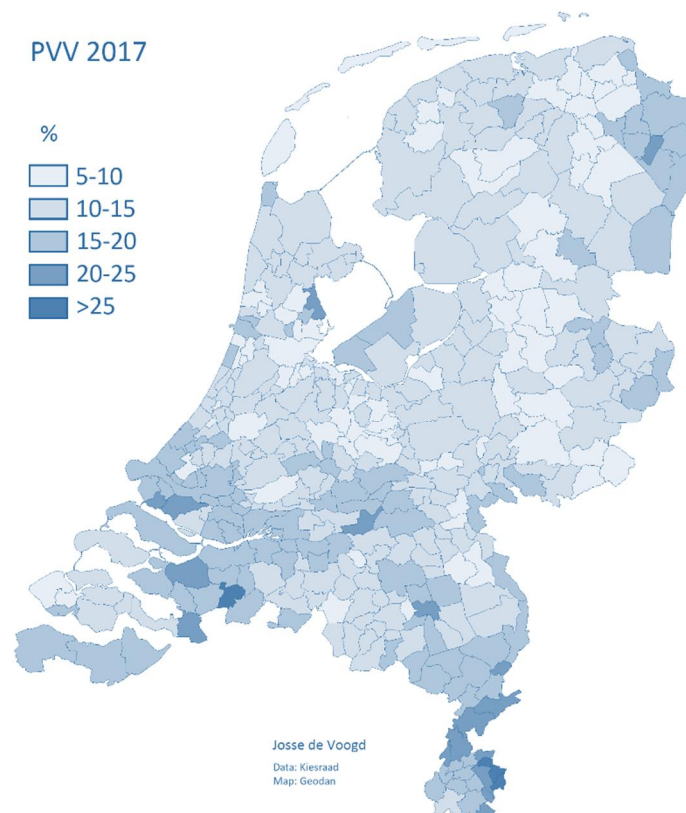 PVV 2017
%
5-10
10-15
15-20
20-25
>25
Josse de Voogd
Data: Kiesraad
Map: Geodan